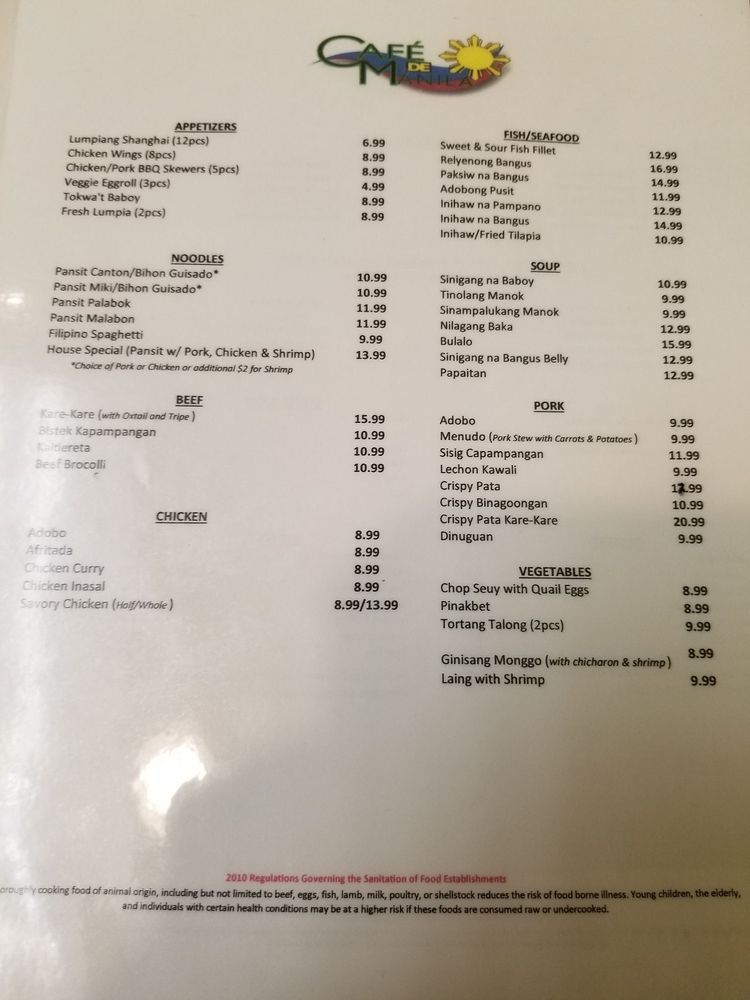 CAFÉ
DE
MANILA
APPETIZERS
Lumpiang Shanghai (12pcs) 6.99
Chicken Wings (8pcs) 8.99
Chicken/Pork BBQ Skewers (5pcs) 8.99
Veggie Eggroll (3pcs) 4.99
Tokwa't Baboy 8.99
Fresh Lumpia (2pcs) 8.99
NOODLES
Pansit Canton/Bihon Guisado* 10.99
Pansit Miki/Bihon Guisado* 10.99
Pansit Palabok 11.99
Pansit Malabon 11.99
Filipino Spaghetti 9.99
House Special (Pansit w/ Pork, Chicken & Shrimp) 13.99
*Choice of Pork or Chicken or additional $2 for Shrimp
BEEF
Kare-Kare (with Oxtail and Tripe) 15.99
Bistek Kapampangan 10.99
Kaldereta 10.99
Beef Brocolli 10.99
CHICKEN
Adobo 8.99
Afritada 8.99
Chicken Curry 8.99
Chicken Inasal 8.99
Savory Chicken (Half/Whole) 8.99/13.99
FISH/SEAFOOD
Sweet & Sour Fish Fillet 12.99
Relyenong Bangus 16.99
Paksiw na Bangus 14.99
Adobong Pusit 11.99
Inihaw na Pampano 12.99
Inihaw na Bangus 14.99
Inihaw/Fried Tilapia 10.99
SOUP
Sinigang na Baboy 10.99
Tinolang Manok 9.99
Sinampalukang Manok 9.99
Nilagang Baka 12.99
Bulalo 15.99
Sinigang na Bangus Belly 12.99
Papaitan 12.99
PORK
Adobo 9.99
Menudo (Pork Stew with Carrots & Potatoes) 9.99
Sisig Capampangan 11.99
Lechon Kawali 9.99
Crispy Pata
Crispy Binagoongan 10.99
Crispy Pata Kare-Kare 20.99
Dinuguan 9.99
VEGETABLES
Chop Seuy with Quail Eggs 8.99
Pinakbet 8.99
Tortang Talong (2pcs) 9.99
Ginisang Monggo (with chicharon & shrimp) 8.99
Laing with Shrimp 9.99
2010 Regulations Governing the Sanitation of Food Establishments
oroughly cooking food of animal origin, including but not limited to beef, eggs, fish, lamb, milk, poultry, or shellstock reduces the risk of food borne illness. Young children, the elderly,
and individuals with certain health conditions may be at a higher risk if these foods are consumed raw or undercooked.